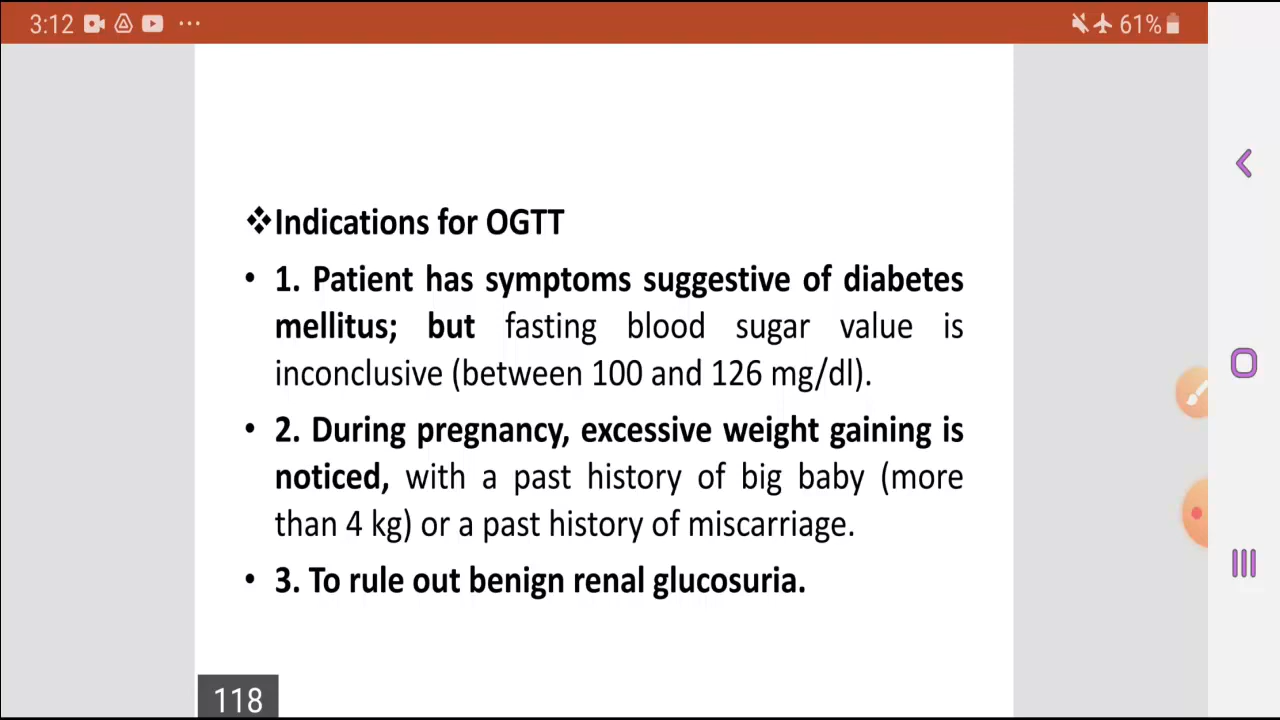 3:12
61%
❖Indications for OGTT
• 1. Patient has symptoms suggestive of diabetes
mellitus; but fasting blood sugar value is
inconclusive (between 100 and 126 mg/dl).
• 2. During pregnancy, excessive weight gaining is
noticed, with a past history of big baby (more
than 4 kg) or a past history of miscarriage.
• 3. To rule out benign renal glucosuria.
118